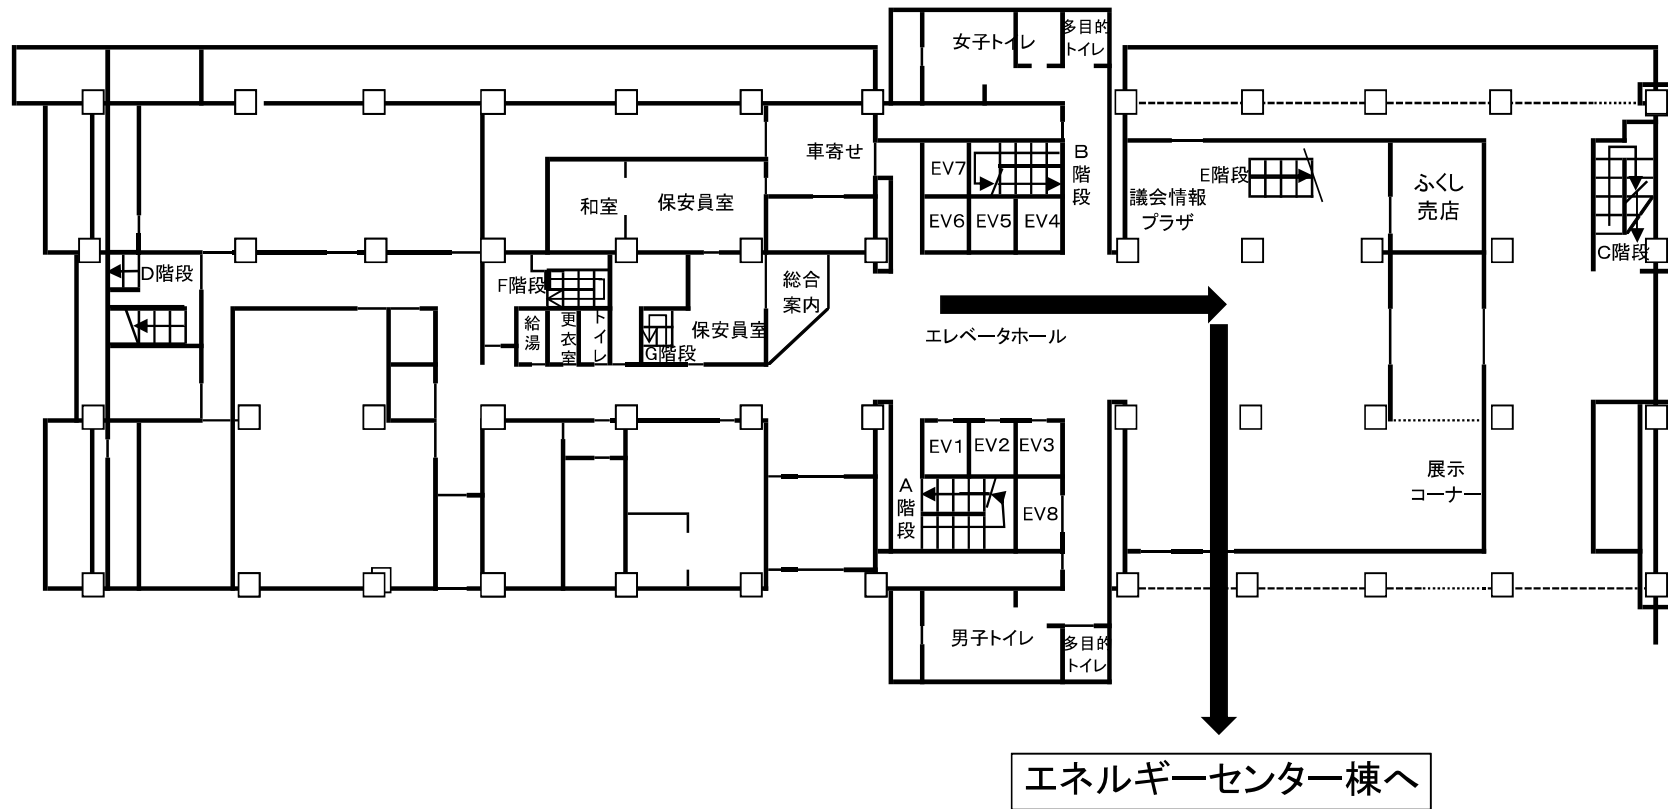 女子トイレ
多目的
トイレ
車寄せ
和室
保安員室
EV7
B
階
段
EV6
EV5
EV4
議会情報
プラザ
E階段
ふくし
売店
C階段
D階段
F階段
給
湯
更
衣
室
トイレ
G階段
保安員室
総合
案内
エレベータホール
EV1
EV2
EV3
A
階
段
EV8
展示
コーナー
男子トイレ
多目的
トイレ
エネルギーセンター棟へ